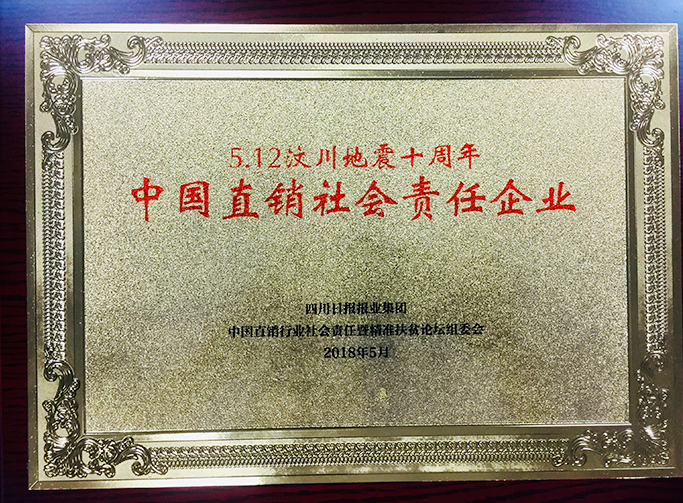 5.12汶川地震十周年
中国直销社会责任企业
四川日报报业集团
中国直销行业社会责任暨精准扶贫论坛组委会
2018年5月